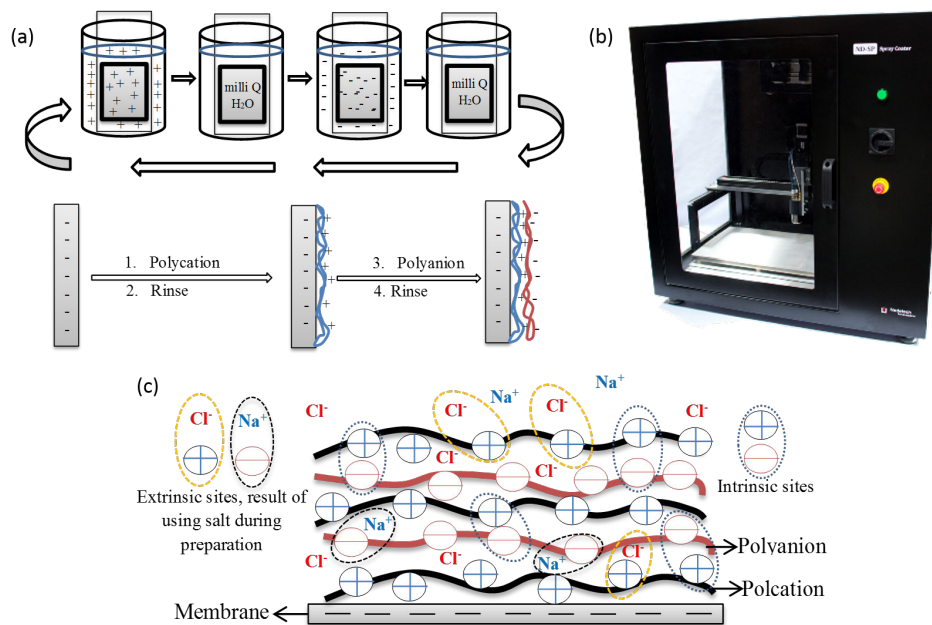 (a)
milli Q
H₂O
milli Q
H₂O
1. Polycation
2. Rinse
3. Polyanion
4. Rinse
(b)
ND-SP Spray Coater
(c)
Cl⁻
Na⁺
Extrinsic sites, result of
using salt during
preparation
Cl⁻
Cl⁻
Na⁺
Cl⁻
Na⁺
Cl⁻
Cl⁻
Cl⁻
Intrinsic sites
Na⁺
Cl⁻
Na⁺
Cl⁻
Polyanion
Polcation
Membrane